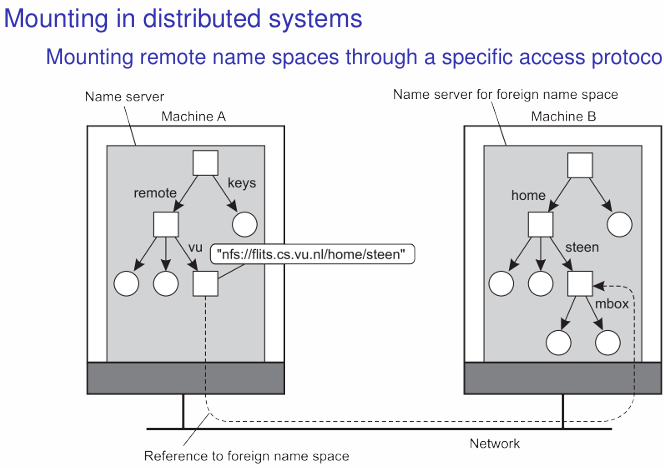 Mounting in distributed systems
Mounting remote name spaces through a specific access protoco
Name server
Name server for foreign name space
Machine A
Machine B
keys
remote
home
vu
steen
"nfs://flits.cs.vu.nl/home/steen"
mbox
Network
Reference to foreign name space